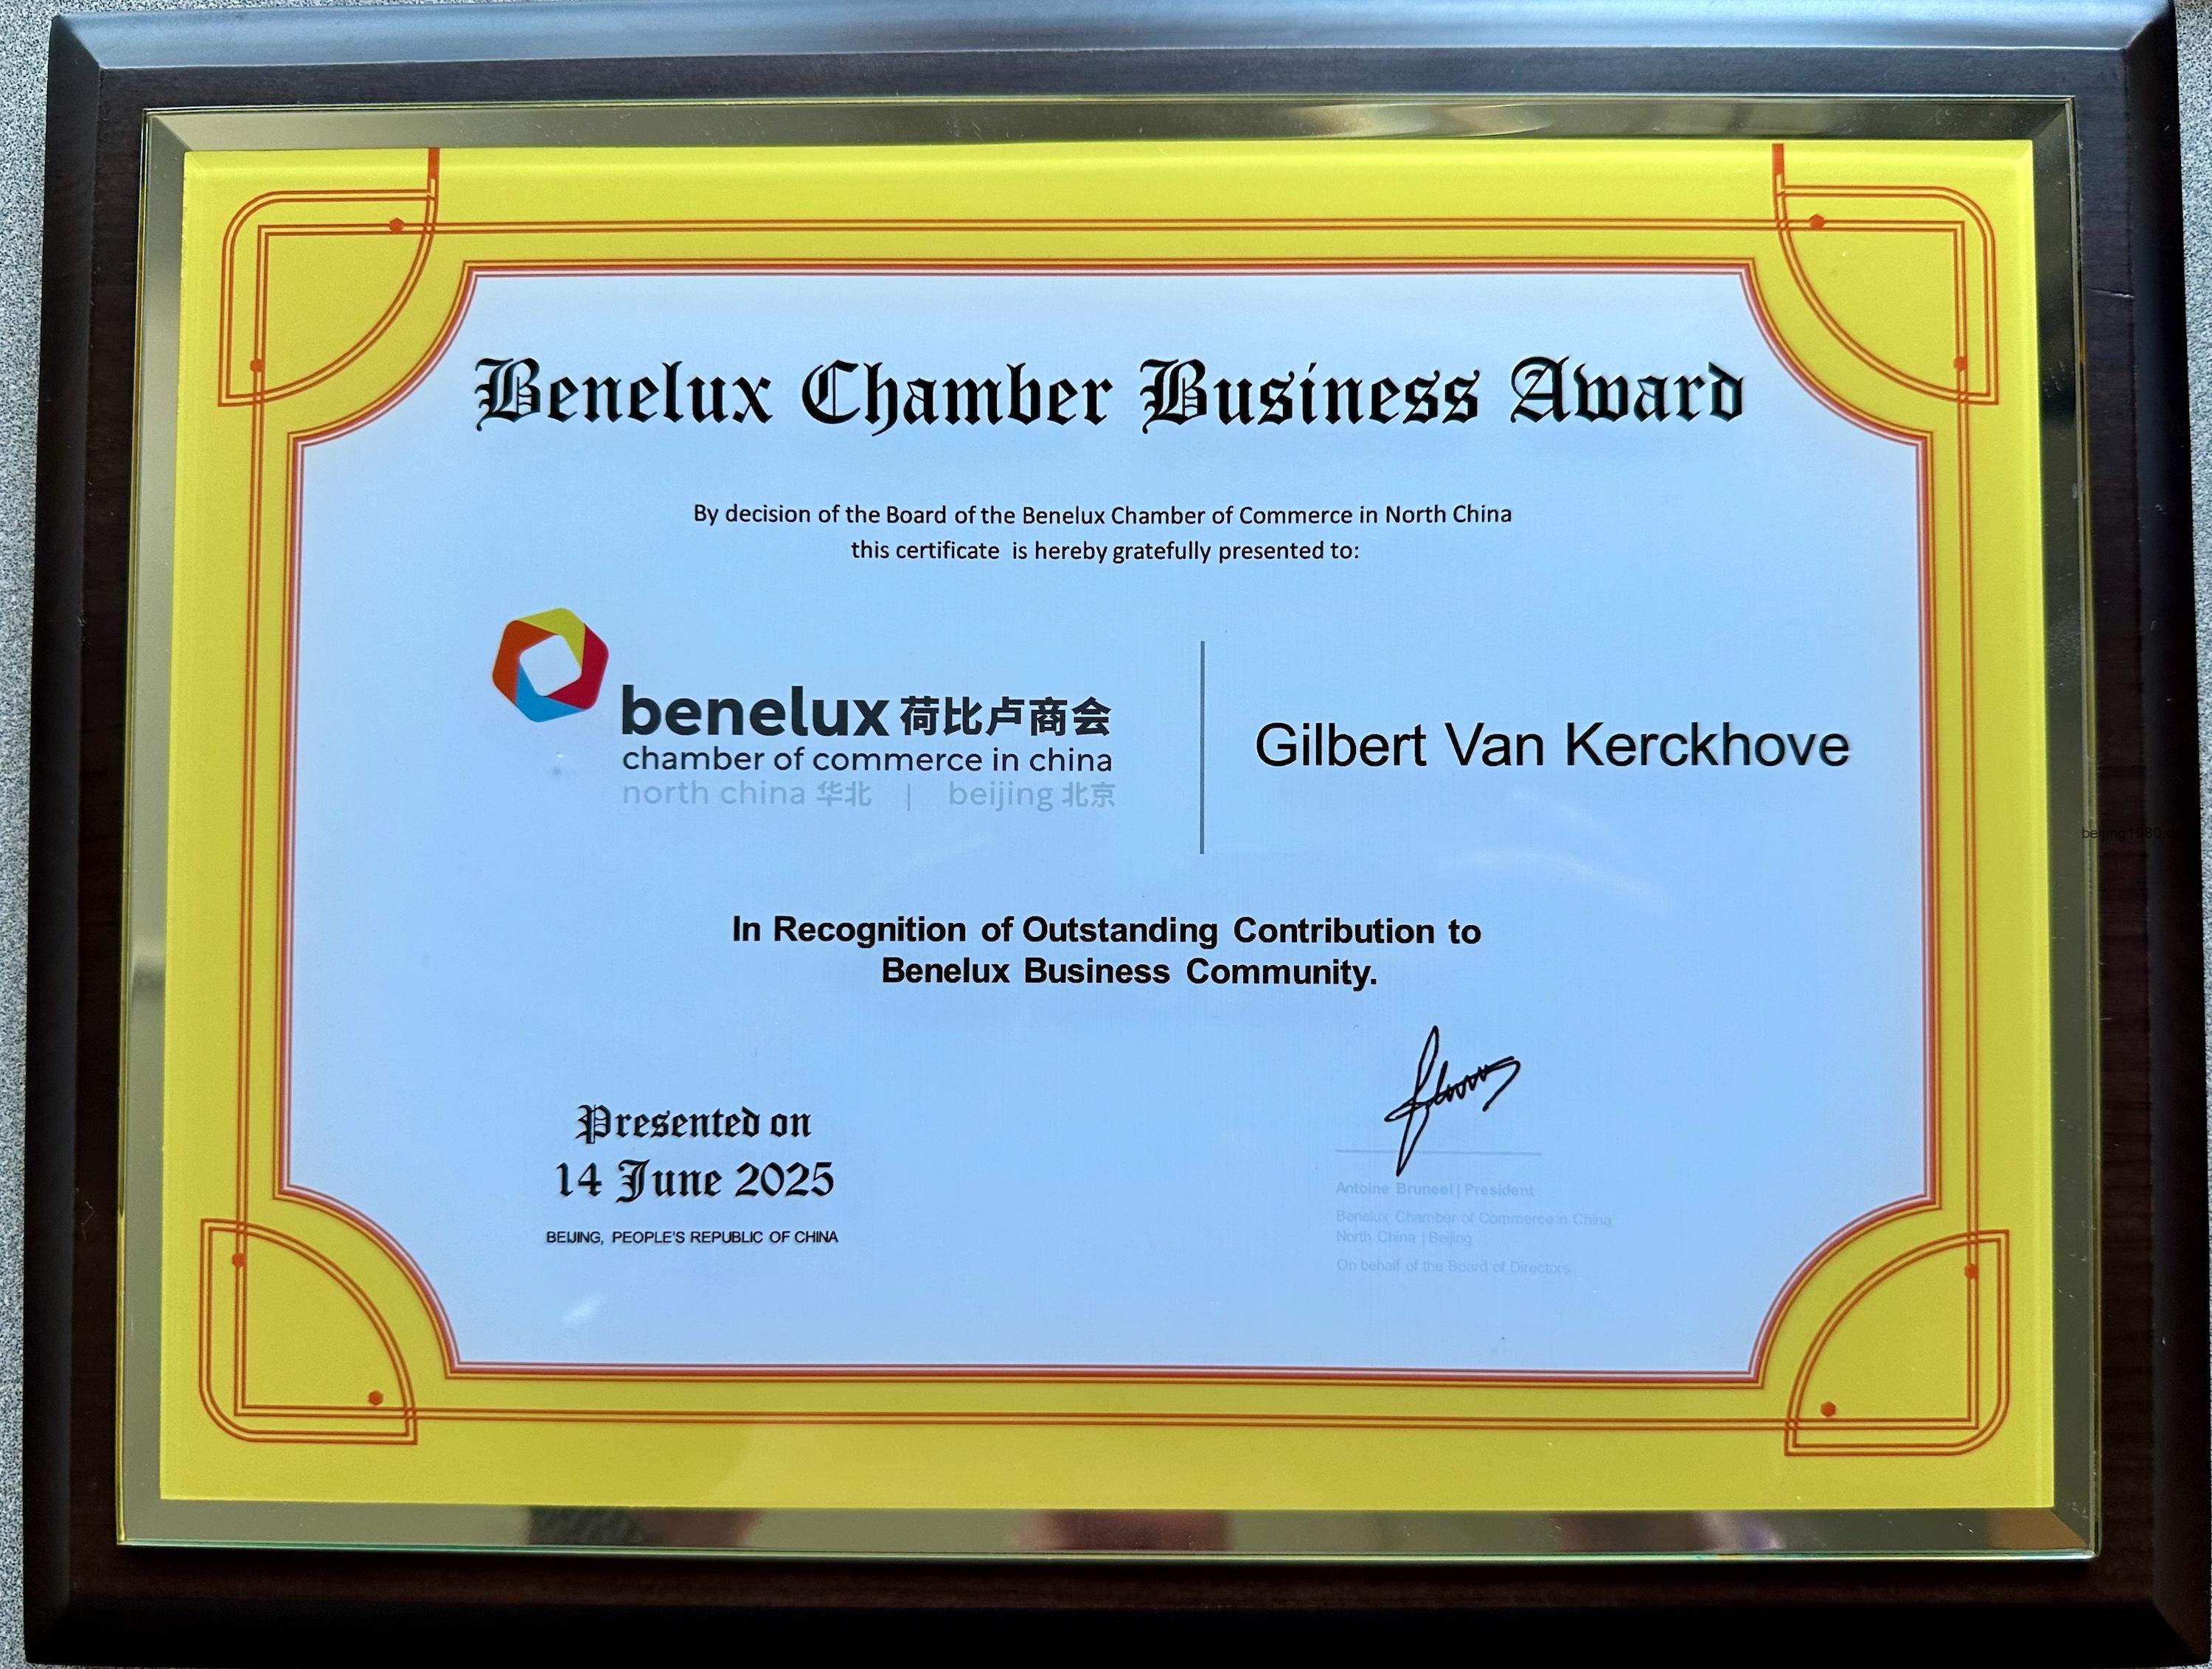 Benelux Chamber Business Award
By decision of the Board of the Benelux Chamber of Commerce in North China
this certificate is hereby gratefully presented to:
benelux 荷比卢商会
chamber of commerce in china
north china 华北 | beijing 北京
Gilbert Van Kerckhove
In Recognition of Outstanding Contribution to
Benelux Business Community.
Presented on
14 June 2025
BEIJING, PEOPLE'S REPUBLIC OF CHINA
Antoine Bruneel | President
Benelux Chamber of Commerce in China
North China | Beijing
On behalf of the Board of Directors